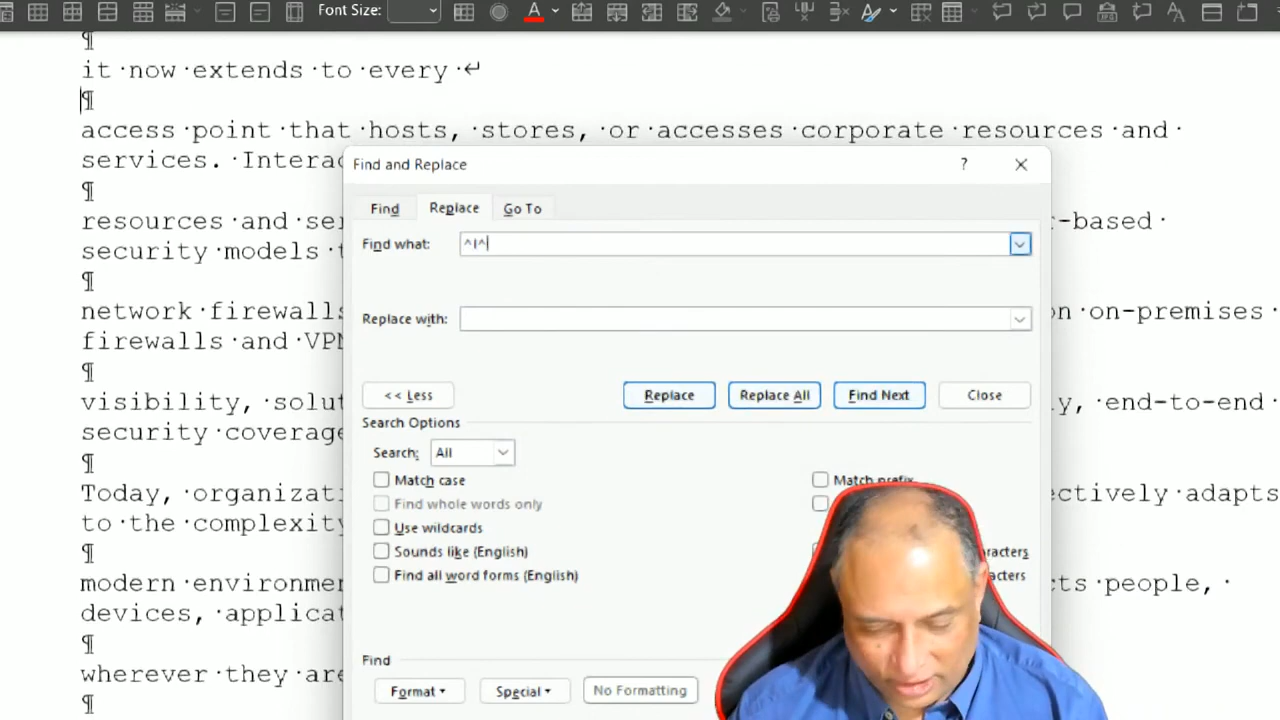 Font Size:
¶
it·now·extends·to·every·↵
¶
access·point·that·hosts,·stores,·or·accesses·corporate·resources·and·
services.·Interac
¶
resources·and·ser r-based·
security·models·t
¶
network·firewalls on·on-premises·
firewalls·and·VPN
¶
visibility,·solut y,·end-to-end·
security·coverage
¶
Today,·organizati ectively·adapts
to·the·complexity
¶
modern·environmen cts·people,·
devices,·applicat
¶
wherever·they·are
¶
Find and Replace
?
Find Replace Go To
Find what: ^l^
Replace with:
<< Less Replace Replace All Find Next Close
Search Options
Search: All
Match case Match prefix
Find whole words only
Use wildcards
Sounds like (English) aracters
Find all word forms (English) acters
Find
Format Special No Formatting